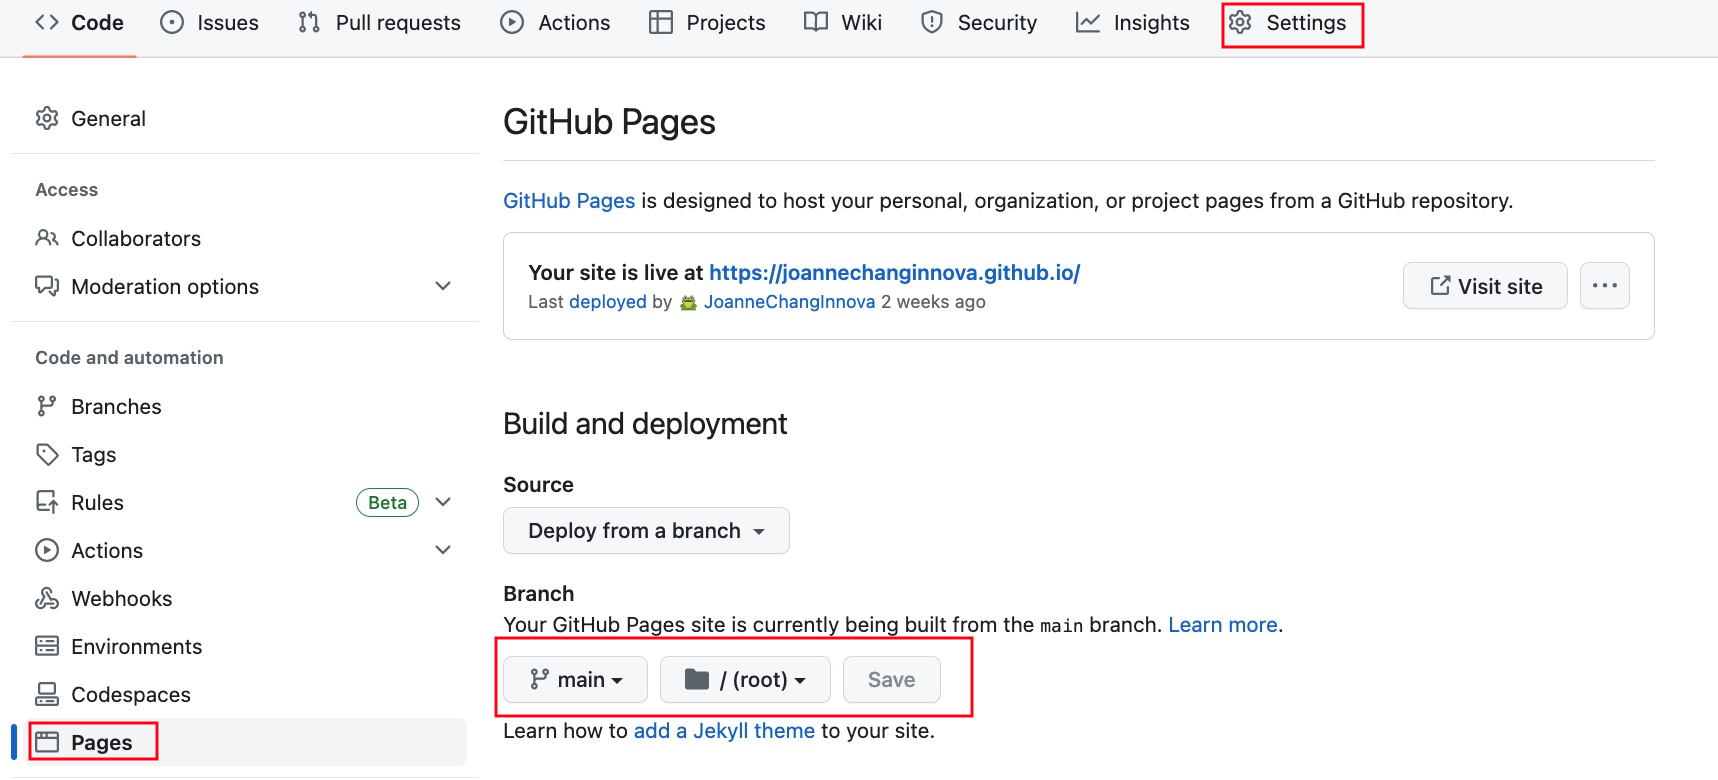 Code Issues Pull requests Actions Projects Wiki Security Insights Settings
General
Access
Collaborators
Moderation options
Code and automation
Branches
Tags
Rules Beta
Actions
Webhooks
Environments
Codespaces
Pages
GitHub Pages
GitHub Pages is designed to host your personal, organization, or project pages from a GitHub repository.
Your site is live at https://joannechanginnova.github.io/
Last deployed by JoanneChangInnova 2 weeks ago
Visit site
Build and deployment
Source
Deploy from a branch
Branch
Your GitHub Pages site is currently being built from the main branch. Learn more.
main / (root) Save
Learn how to add a Jekyll theme to your site.